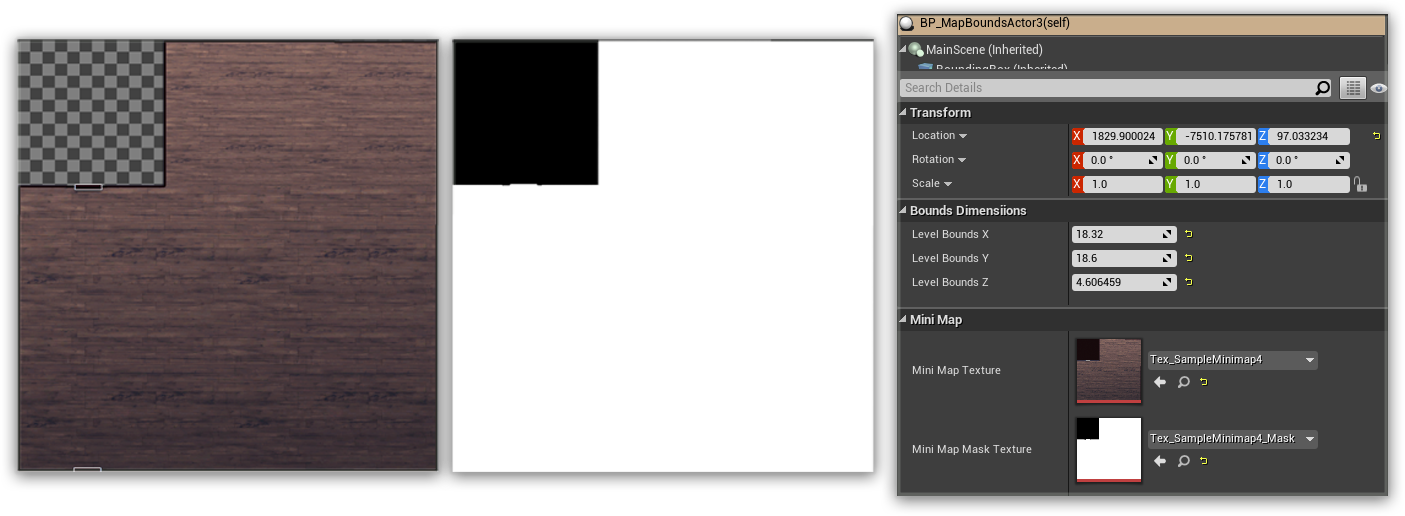 BP_MapBoundsActor3(self)
MainScene (Inherited)
BoundingBox (Inherited)
Search Details
Transform
Location X 1829.900024 Y -7510.175781 Z 97.033234
Rotation X 0.0 ° Y 0.0 ° Z 0.0 °
Scale X 1.0 Y 1.0 Z 1.0
Bounds Dimensiions
Level Bounds X 18.32
Level Bounds Y 18.6
Level Bounds Z 4.606459
Mini Map
Mini Map Texture Tex_SampleMinimap4
Mini Map Mask Texture Tex_SampleMinimap4_Mask